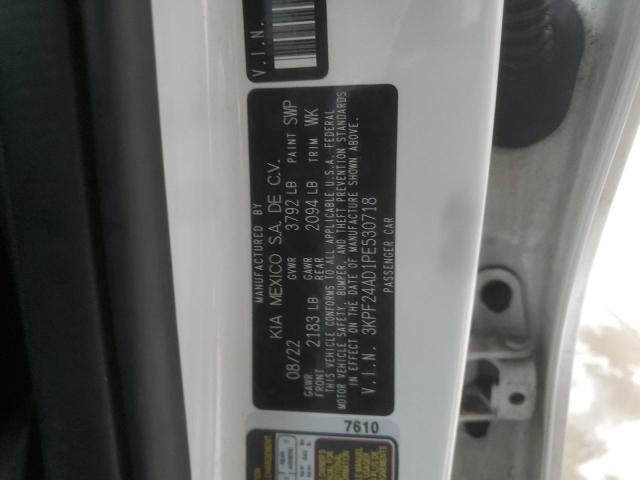 V.I.N.
MANUFACTURED BY
KIA MEXICO S.A. DE C.V.
08/22 GVWR 3792 LB PAINT SWP
GAWR FRONT 2183 LB GAWR REAR 2094 LB TRIM WK
THIS VEHICLE CONFORMS TO ALL APPLICABLE U.S.A. FEDERAL
MOTOR VEHICLE SAFETY, BUMPER, AND THEFT PREVENTION STANDARDS
IN EFFECT ON THE DATE OF MANUFACTURE SHOWN ABOVE.
V.I.N. 3KPF24AD1PE530718
PASSENGER CAR
7610